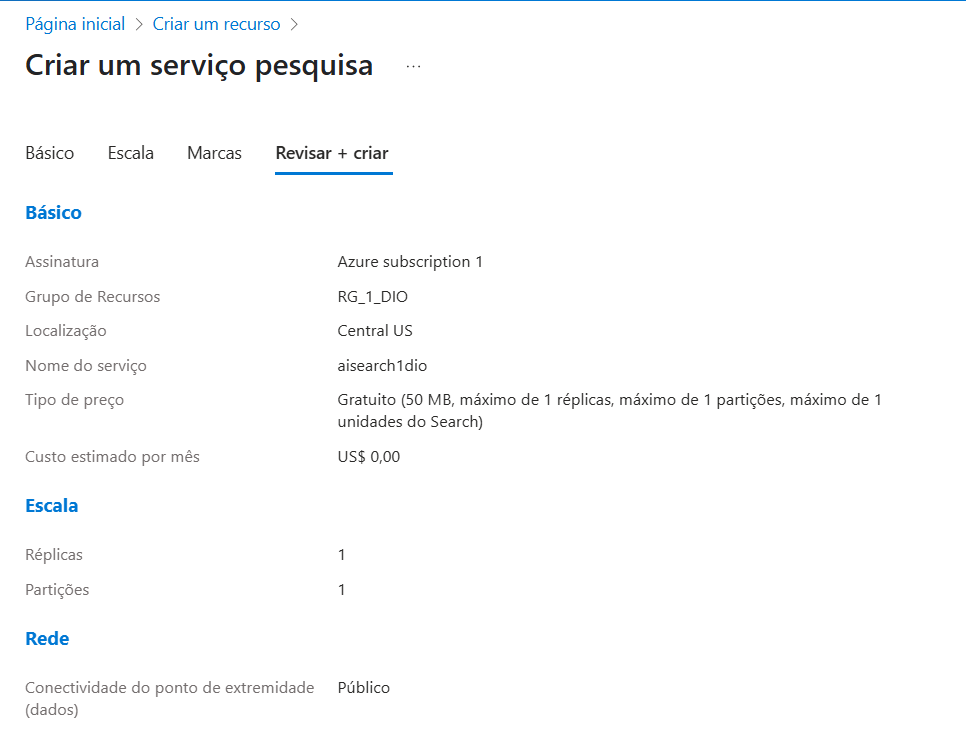 Página inicial > Criar um recurso >
Criar um serviço pesquisa ...
Básico Escala Marcas Revisar + criar
Básico
Assinatura Azure subscription 1
Grupo de Recursos RG_1_DIO
Localização Central US
Nome do serviço aisearch1dio
Tipo de preço Gratuito (50 MB, máximo de 1 réplicas, máximo de 1 partições, máximo de 1
unidades do Search)
Custo estimado por mês US$ 0,00
Escala
Réplicas 1
Partições 1
Rede
Conectividade do ponto de extremidade Público
(dados)